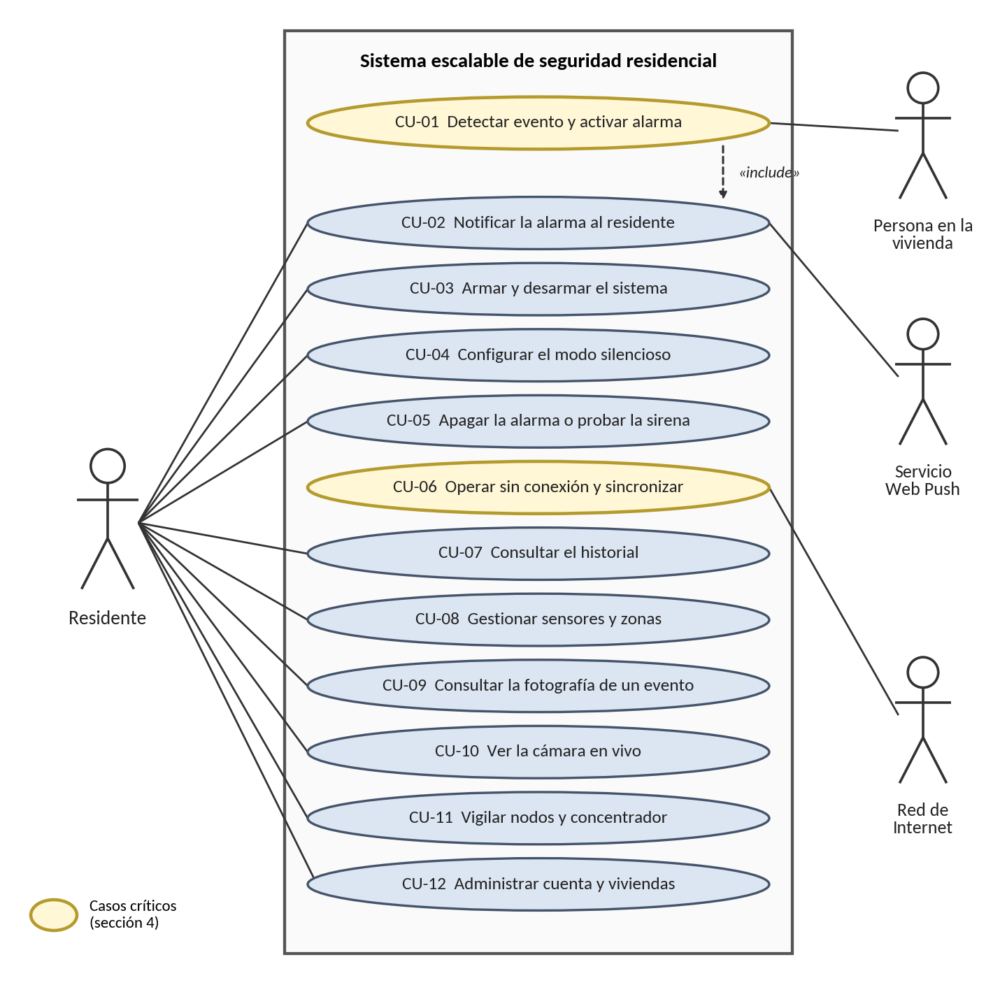 Sistema escalable de seguridad residencial
CU-01 Detectar evento y activar alarma
«include»
CU-02 Notificar la alarma al residente
Persona en la
vivienda
CU-03 Armar y desarmar el sistema
CU-04 Configurar el modo silencioso
CU-05 Apagar la alarma o probar la sirena
Servicio
Web Push
CU-06 Operar sin conexión y sincronizar
CU-07 Consultar el historial
Residente
CU-08 Gestionar sensores y zonas
CU-09 Consultar la fotografía de un evento
CU-10 Ver la cámara en vivo
Red de
Internet
CU-11 Vigilar nodos y concentrador
CU-12 Administrar cuenta y viviendas
Casos críticos
(sección 4)